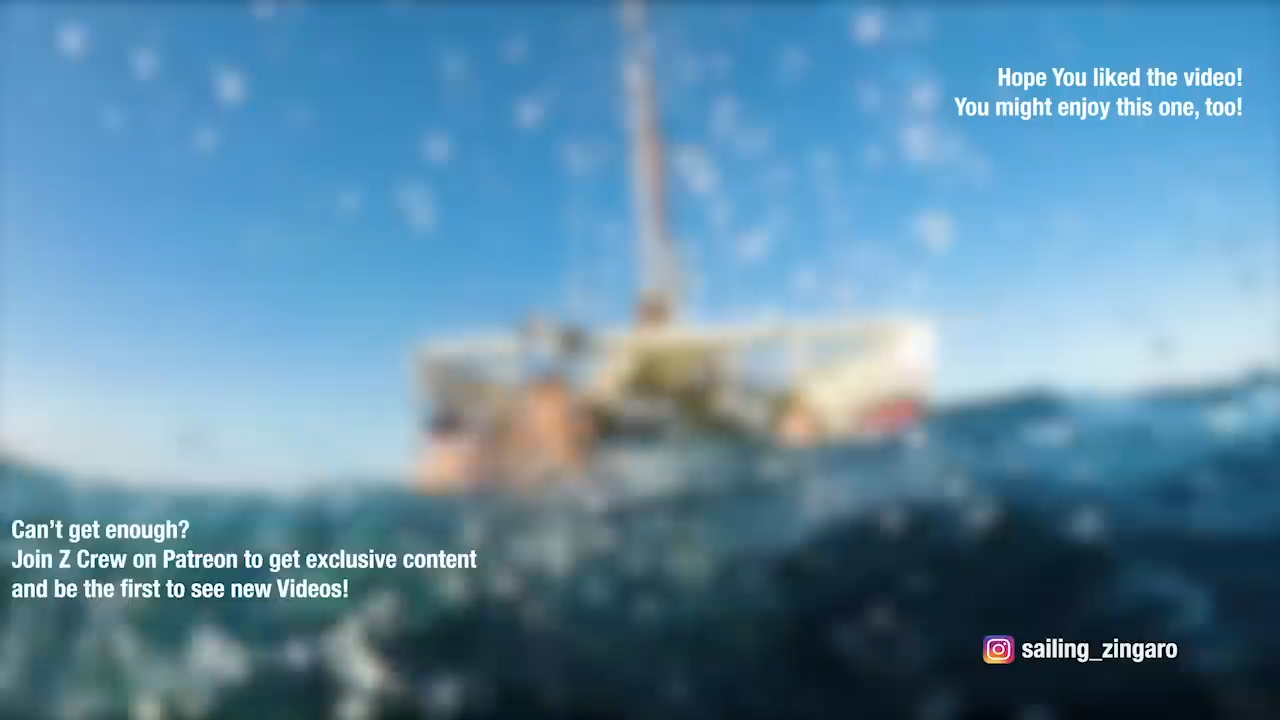 Hope You liked the video!
You might enjoy this one, too!
Can't get enough?
Join Z Crew on Patreon to get exclusive content
and be the first to see new Videos!
sailing_zingaro